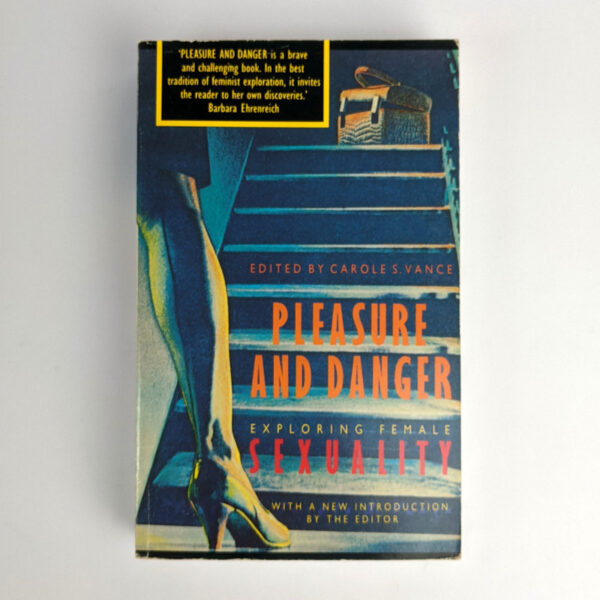 'PLEASURE AND DANGER is a brave
and challenging book. In the best
tradition of feminist exploration, it invites
the reader to her own discoveries.'
Barbara Ehrenreich
EDITED BY CAROLE S. VANCE
PLEASURE
AND DANGER
EXPLORING FEMALE
SEXUALITY
WITH A NEW INTRODUCTION
BY THE EDITOR